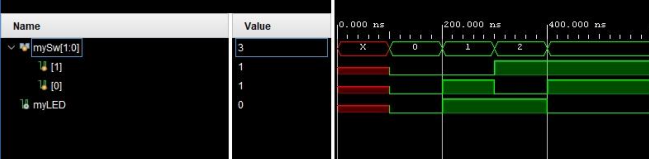 Name Value 0.000 ns 200.000 ns 400.000 ns
mySw[1:0] 3 X 0 1 2
[1] 1
[0] 1
myLED 0